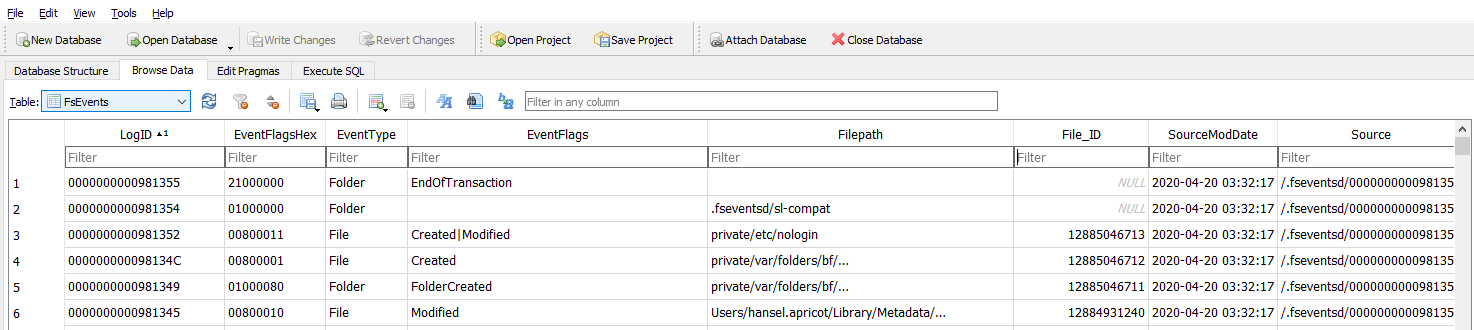 File Edit View Tools Help
New Database Open Database Write Changes Revert Changes Open Project Save Project Attach Database Close Database
Database Structure Browse Data Edit Pragmas Execute SQL
Table: FsEvents Filter in any column
LogID 1 EventFlagsHex EventType EventFlags Filepath File_ID SourceModDate Source
Filter Filter Filter Filter Filter Filter Filter Filter
1 0000000000981355 21000000 Folder EndOfTransaction NULL 2020-04-20 03:32:17 /.fseventsd/000000000098135
2 0000000000981354 01000000 Folder .fseventsd/sl-compat NULL 2020-04-20 03:32:17 /.fseventsd/000000000098135
3 0000000000981352 00800011 File Created|Modified private/etc/nologin 12885046713 2020-04-20 03:32:17 /.fseventsd/000000000098135
4 000000000098134C 00800001 File Created private/var/folders/bf/... 12885046712 2020-04-20 03:32:17 /.fseventsd/000000000098135
5 0000000000981349 01000080 Folder FolderCreated private/var/folders/bf/... 12885046711 2020-04-20 03:32:17 /.fseventsd/000000000098135
6 0000000000981345 00800010 File Modified Users/hansel.apricot/Library/Metadata/... 12884931240 2020-04-20 03:32:17 /.fseventsd/000000000098135